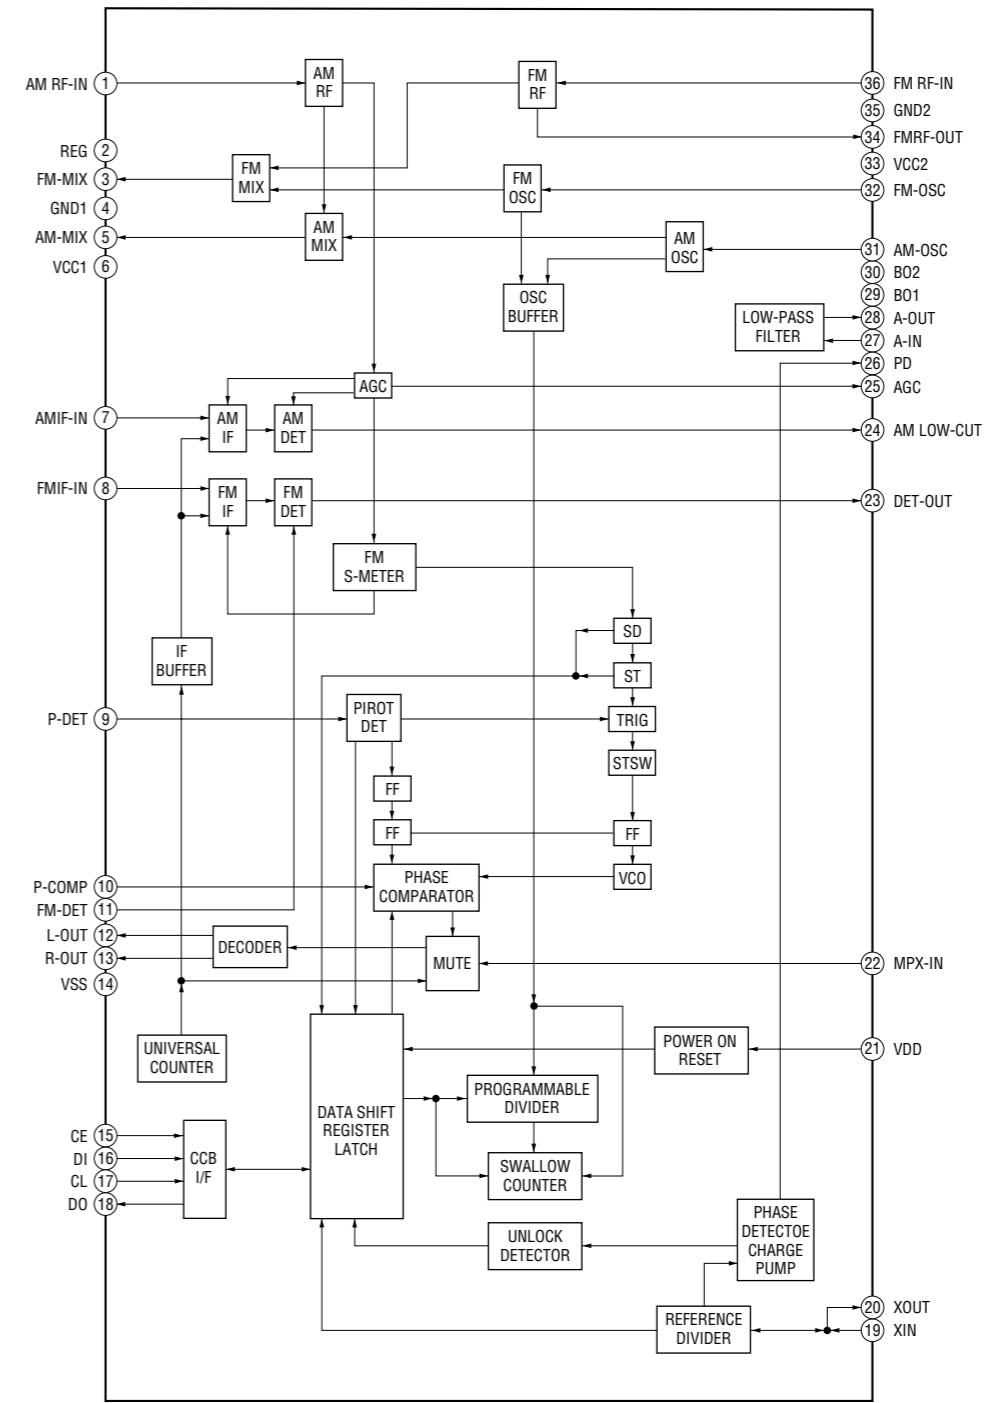 AM RF-IN 1
REG 2
FM-MIX 3
GND1 4
AM-MIX 5
VCC1 6
AMIF-IN 7
FMIF-IN 8
P-DET 9
P-COMP 10
FM-DET 11
L-OUT 12
R-OUT 13
VSS 14
CE 15
DI 16
CL 17
DO 18
AM
RF
FM
RF
FM
MIX
FM
OSC
AM
MIX
AM
OSC
OSC
BUFFER
LOW-PASS
FILTER
AGC
AM
IF
AM
DET
FM
IF
FM
DET
FM
S-METER
SD
IF
BUFFER
ST
PIROT
DET
TRIG
STSW
FF
FF
FF
PHASE
COMPARATOR
VCO
DECODER
MUTE
UNIVERSAL
COUNTER
POWER ON
RESET
DATA SHIFT
REGISTER
LATCH
PROGRAMMABLE
DIVIDER
CCB
I/F
SWALLOW
COUNTER
UNLOCK
DETECTOR
PHASE
DETECTOE
CHARGE
PUMP
REFERENCE
DIVIDER
36 FM RF-IN
35 GND2
34 FMRF-OUT
33 VCC2
32 FM-OSC
31 AM-OSC
30 BO2
29 BO1
28 A-OUT
27 A-IN
26 PD
25 AGC
24 AM LOW-CUT
23 DET-OUT
22 MPX-IN
21 VDD
20 XOUT
19 XIN